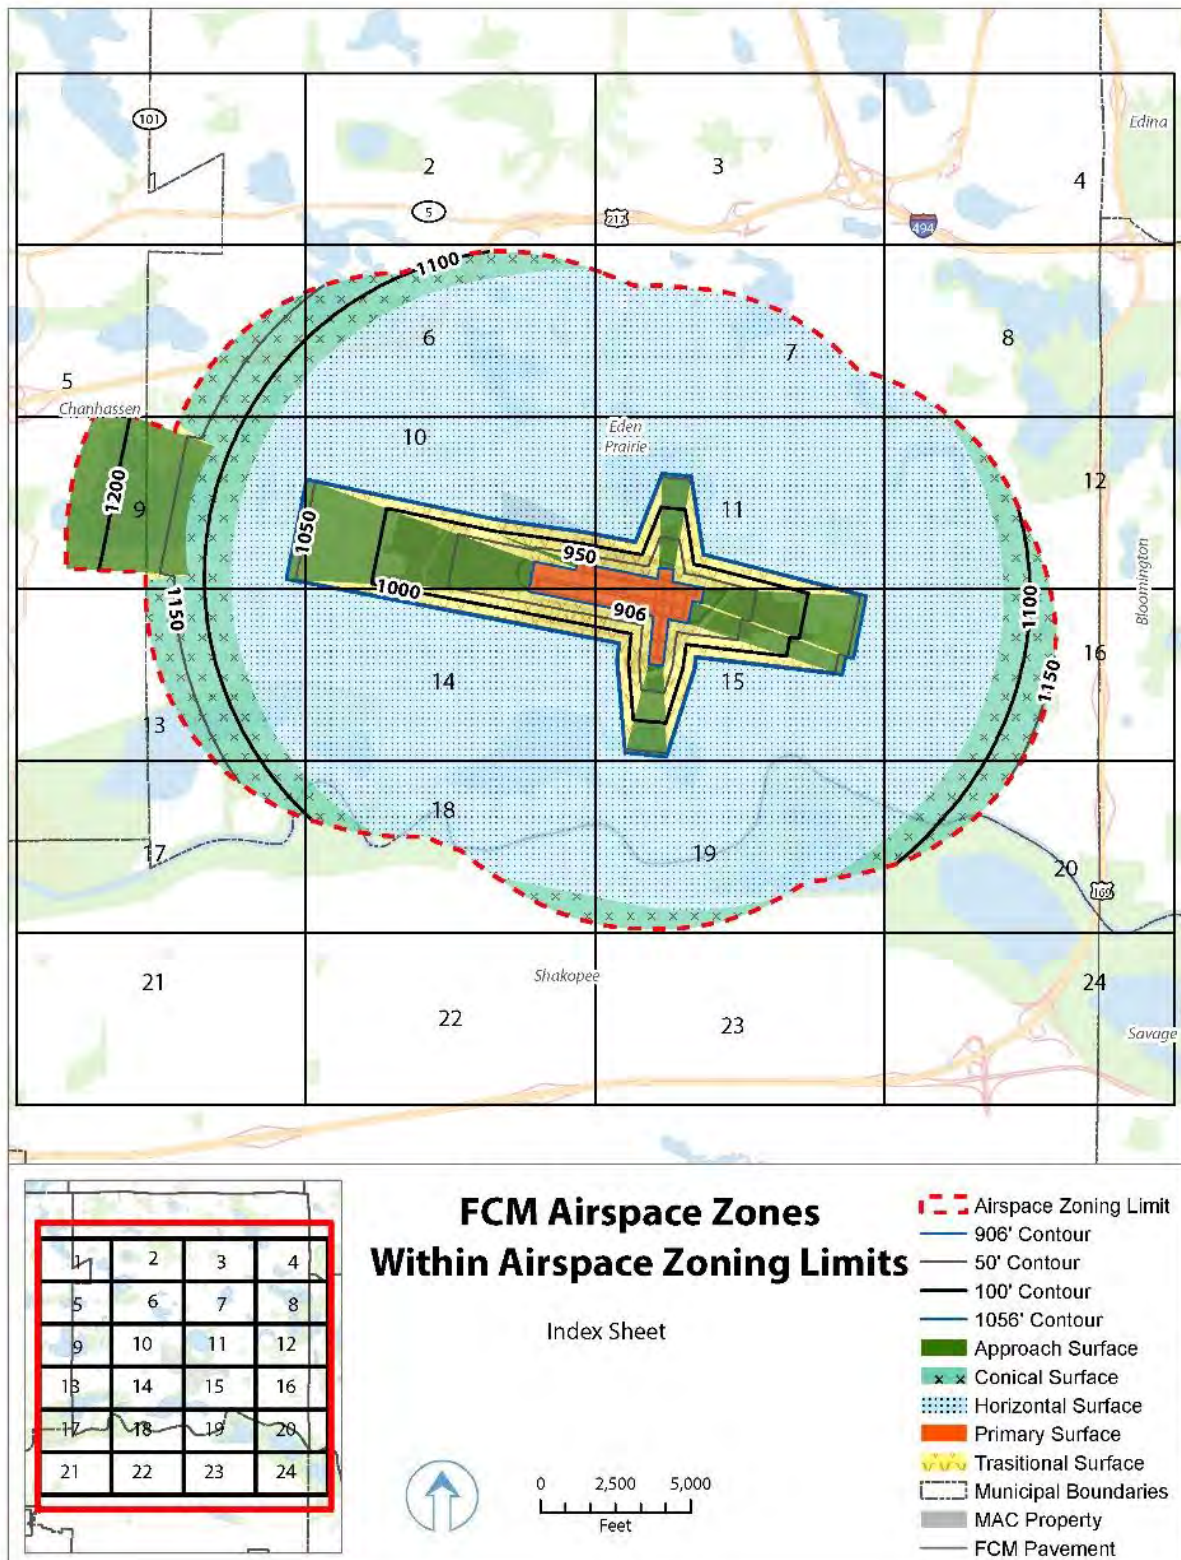 101
Edina
2
3
4
5
212
494
1100
6
7
8
5
Chanhassen
10
Eden
Prairie
1200
9
11
12
1050
950
1000
906
1150
1100
Bloomington
14
15
16
1150
13
18
17
19
20
169
21
Shakopee
24
22
23
Savage
FCM Airspace Zones
Within Airspace Zoning Limits
Index Sheet
1 2 3 4
5 6 7 8
9 10 11 12
13 14 15 16
17 18 19 20
21 22 23 24
0 2,500 5,000
Feet
Airspace Zoning Limit
906' Contour
50' Contour
100' Contour
1056' Contour
Approach Surface
Conical Surface
Horizontal Surface
Primary Surface
Trasitional Surface
Municipal Boundaries
MAC Property
FCM Pavement